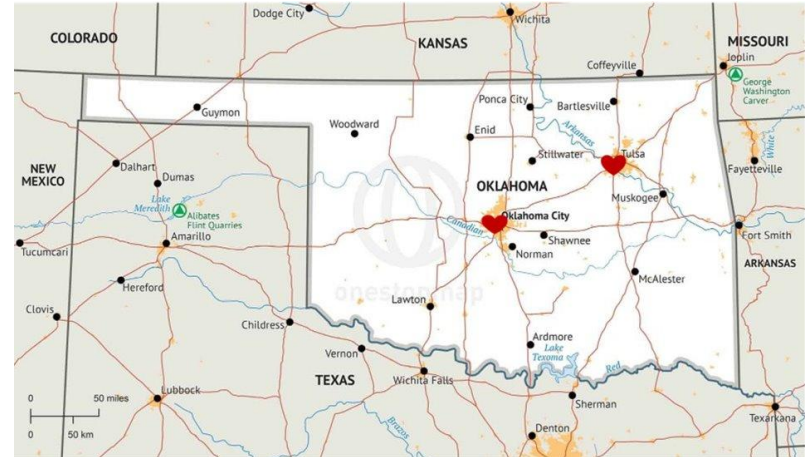 Dodge City
Wichita
COLORADO
KANSAS
MISSOURI
Joplin
Coffeyville
George
Washington
Carver
Guymon
Ponca City
Bartlesville
Woodward
Enid
Arkansas
White
Stillwater
Tulsa
Dalhart
NEW
MEXICO
Dumas
Fayetteville
OKLAHOMA
Muskogee
Lake
Meredith
Alibates
Flint Quarries
Canadian
Oklahoma City
Amarillo
Fort Smith
Tucumcari
Shawnee
Norman
ARKANSAS
Hereford
McAlester
onestopmap
Lawton
Clovis
Childress
Ardmore
Lake
Texoma
Vernon
Red
TEXAS
Wichita Falls
Lubbock
Sherman
0 50 miles
0 50 km
Brazos
Texarkana
Denton